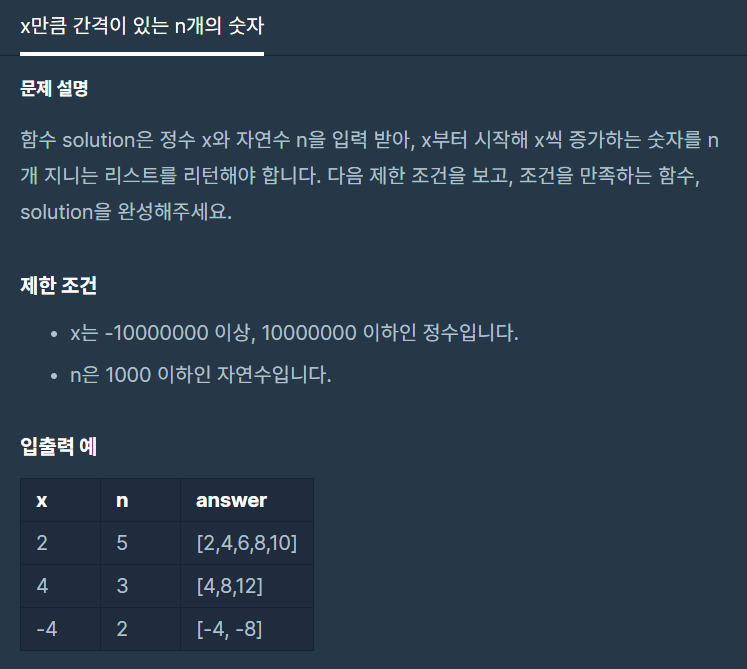 x만큼 간격이 있는 n개의 숫자
문제 설명
함수 solution은 정수 x와 자연수 n을 입력 받아, x부터 시작해 x씩 증가하는 숫자를 n
개 지니는 리스트를 리턴해야 합니다. 다음 제한 조건을 보고, 조건을 만족하는 함수,
solution을 완성해주세요.
제한 조건
• x는 -10000000 이상, 10000000 이하인 정수입니다.
• n은 1000 이하인 자연수입니다.
입출력 예
x n answer
2 5 [2,4,6,8,10]
4 3 [4,8,12]
-4 2 [-4, -8]